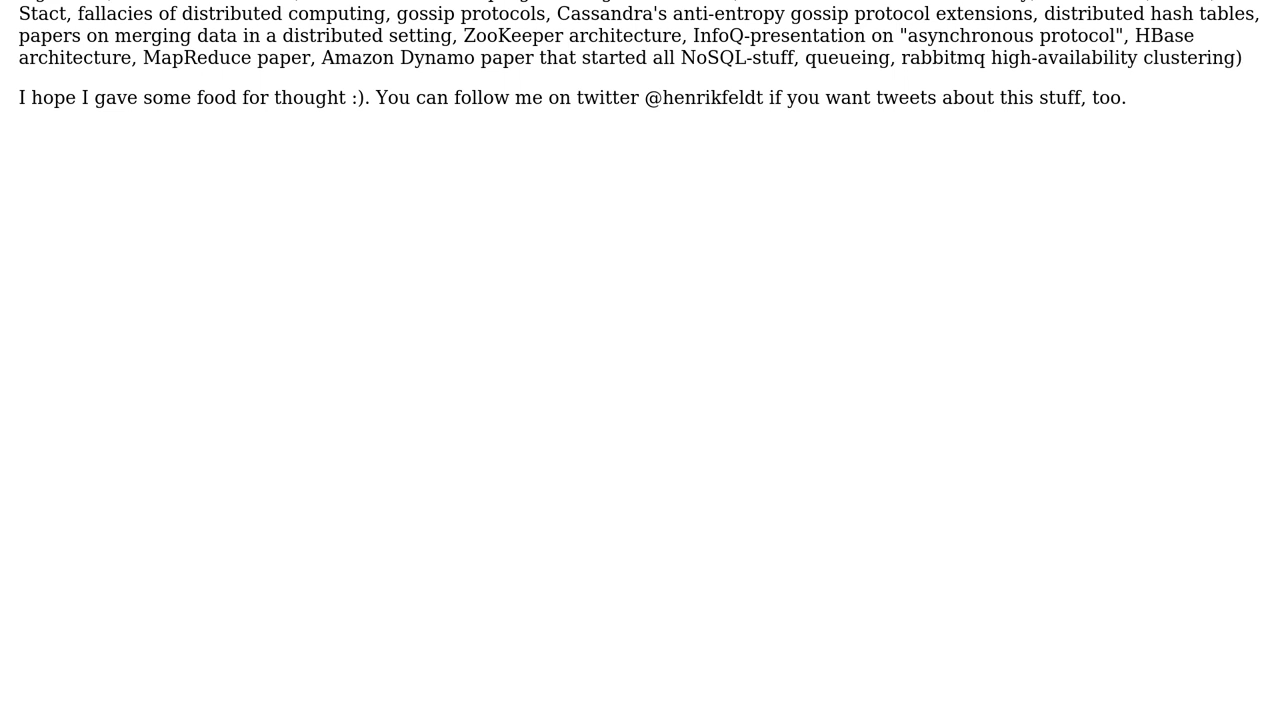 Stact, fallacies of distributed computing, gossip protocols, Cassandra's anti-entropy gossip protocol extensions, distributed hash tables,
papers on merging data in a distributed setting, ZooKeeper architecture, InfoQ-presentation on "asynchronous protocol", HBase
architecture, MapReduce paper, Amazon Dynamo paper that started all NoSQL-stuff, queueing, rabbitmq high-availability clustering)
I hope I gave some food for thought :). You can follow me on twitter @henrikfeldt if you want tweets about this stuff, too.